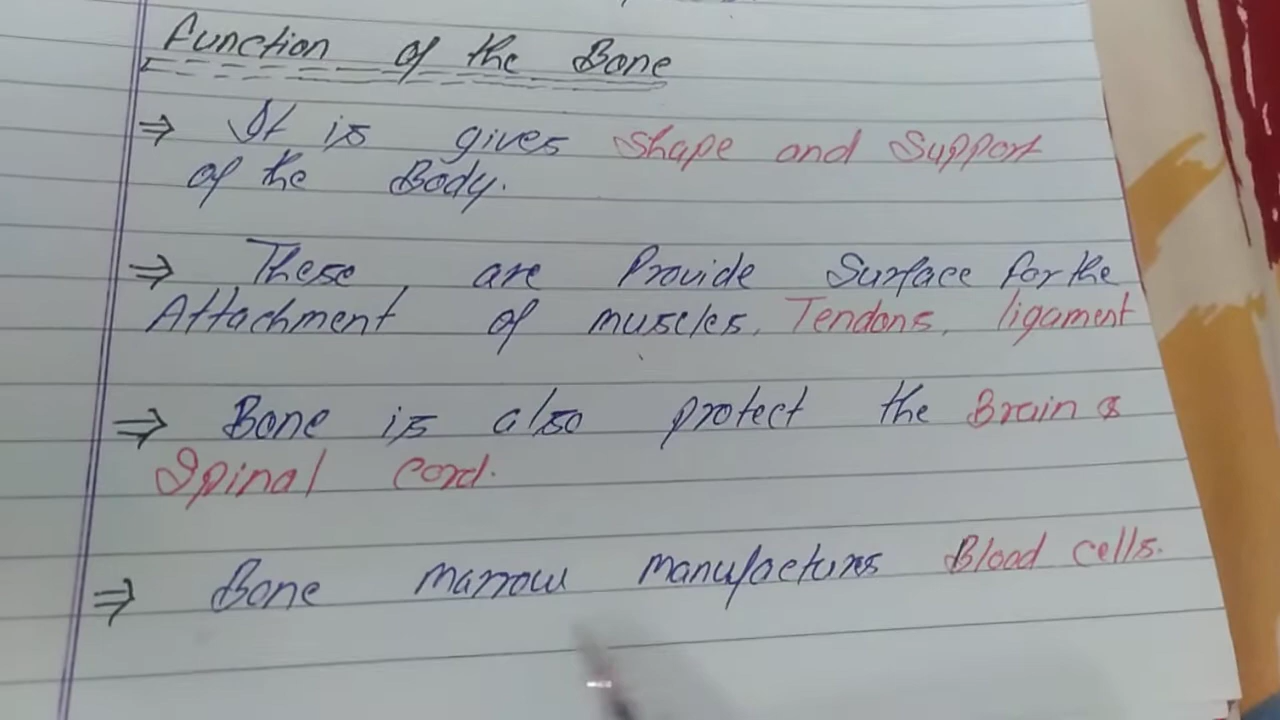 Function of the Bone
⇒ It is gives shape and Support
of the Body.
⇒ These, are Provide Surface for the
Attachment of muscles, Tendons, ligament
⇒ Bone is also protect the Brain &
Spinal Cord.
⇒ Bone marrow manufactures Blood cells.